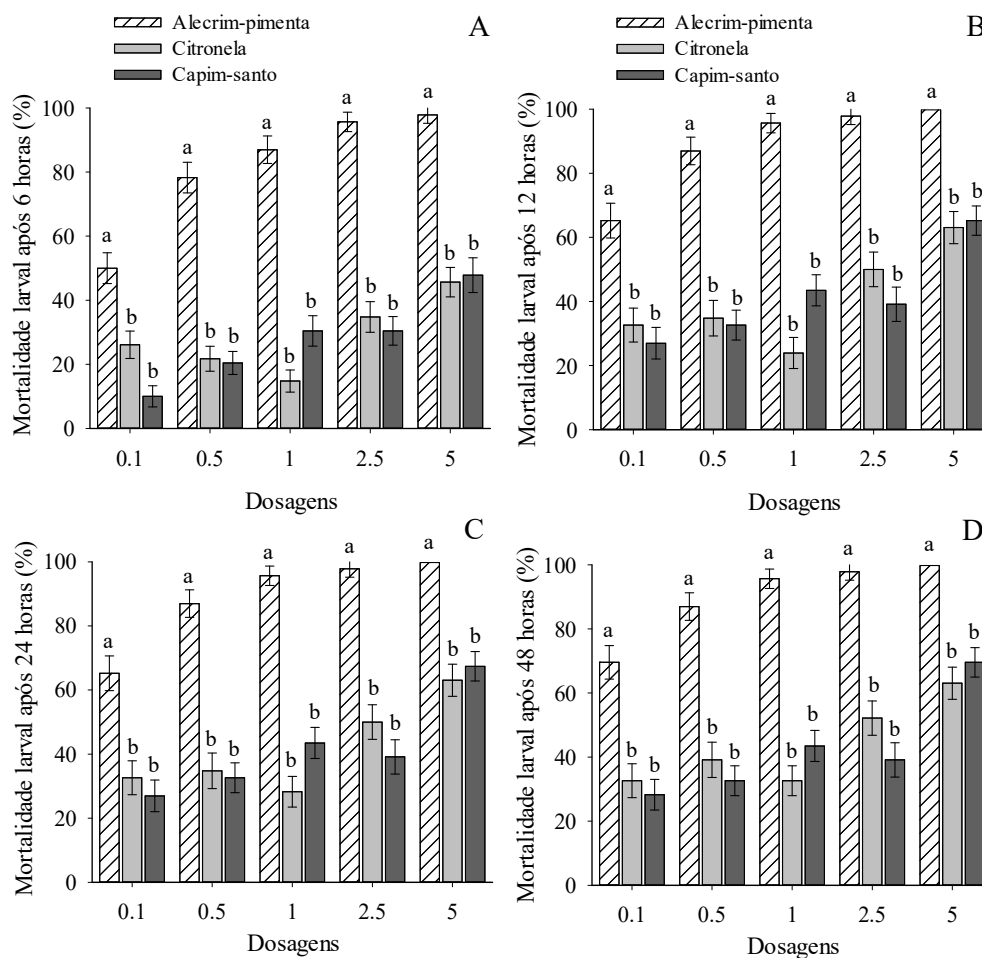 Alecrim-pimenta
Citronela
Capim-santo
A
Mortalidade larval após 6 horas (%)
100
80
60
40
20
0
a
a
a
a
a
b
b
b
b
b
b
b
b
b
b
0.1
0.5
1
2.5
5
Dosagens
Alecrim-pimenta
Citronela
Capim-santo
B
Mortalidade larval após 12 horas (%)
100
80
60
40
20
0
a
a
a
a
a
b
b
b
b
b
b
b
b
b
b
0.1
0.5
1
2.5
5
Dosagens
C
Mortalidade larval após 24 horas (%)
100
80
60
40
20
0
a
a
a
a
a
b
b
b
b
b
b
b
b
b
b
0.1
0.5
1
2.5
5
Dosagens
D
Mortalidade larval após 48 horas (%)
100
80
60
40
20
0
a
a
a
a
a
b
b
b
b
b
b
b
b
b
b
0.1
0.5
1
2.5
5
Dosagens